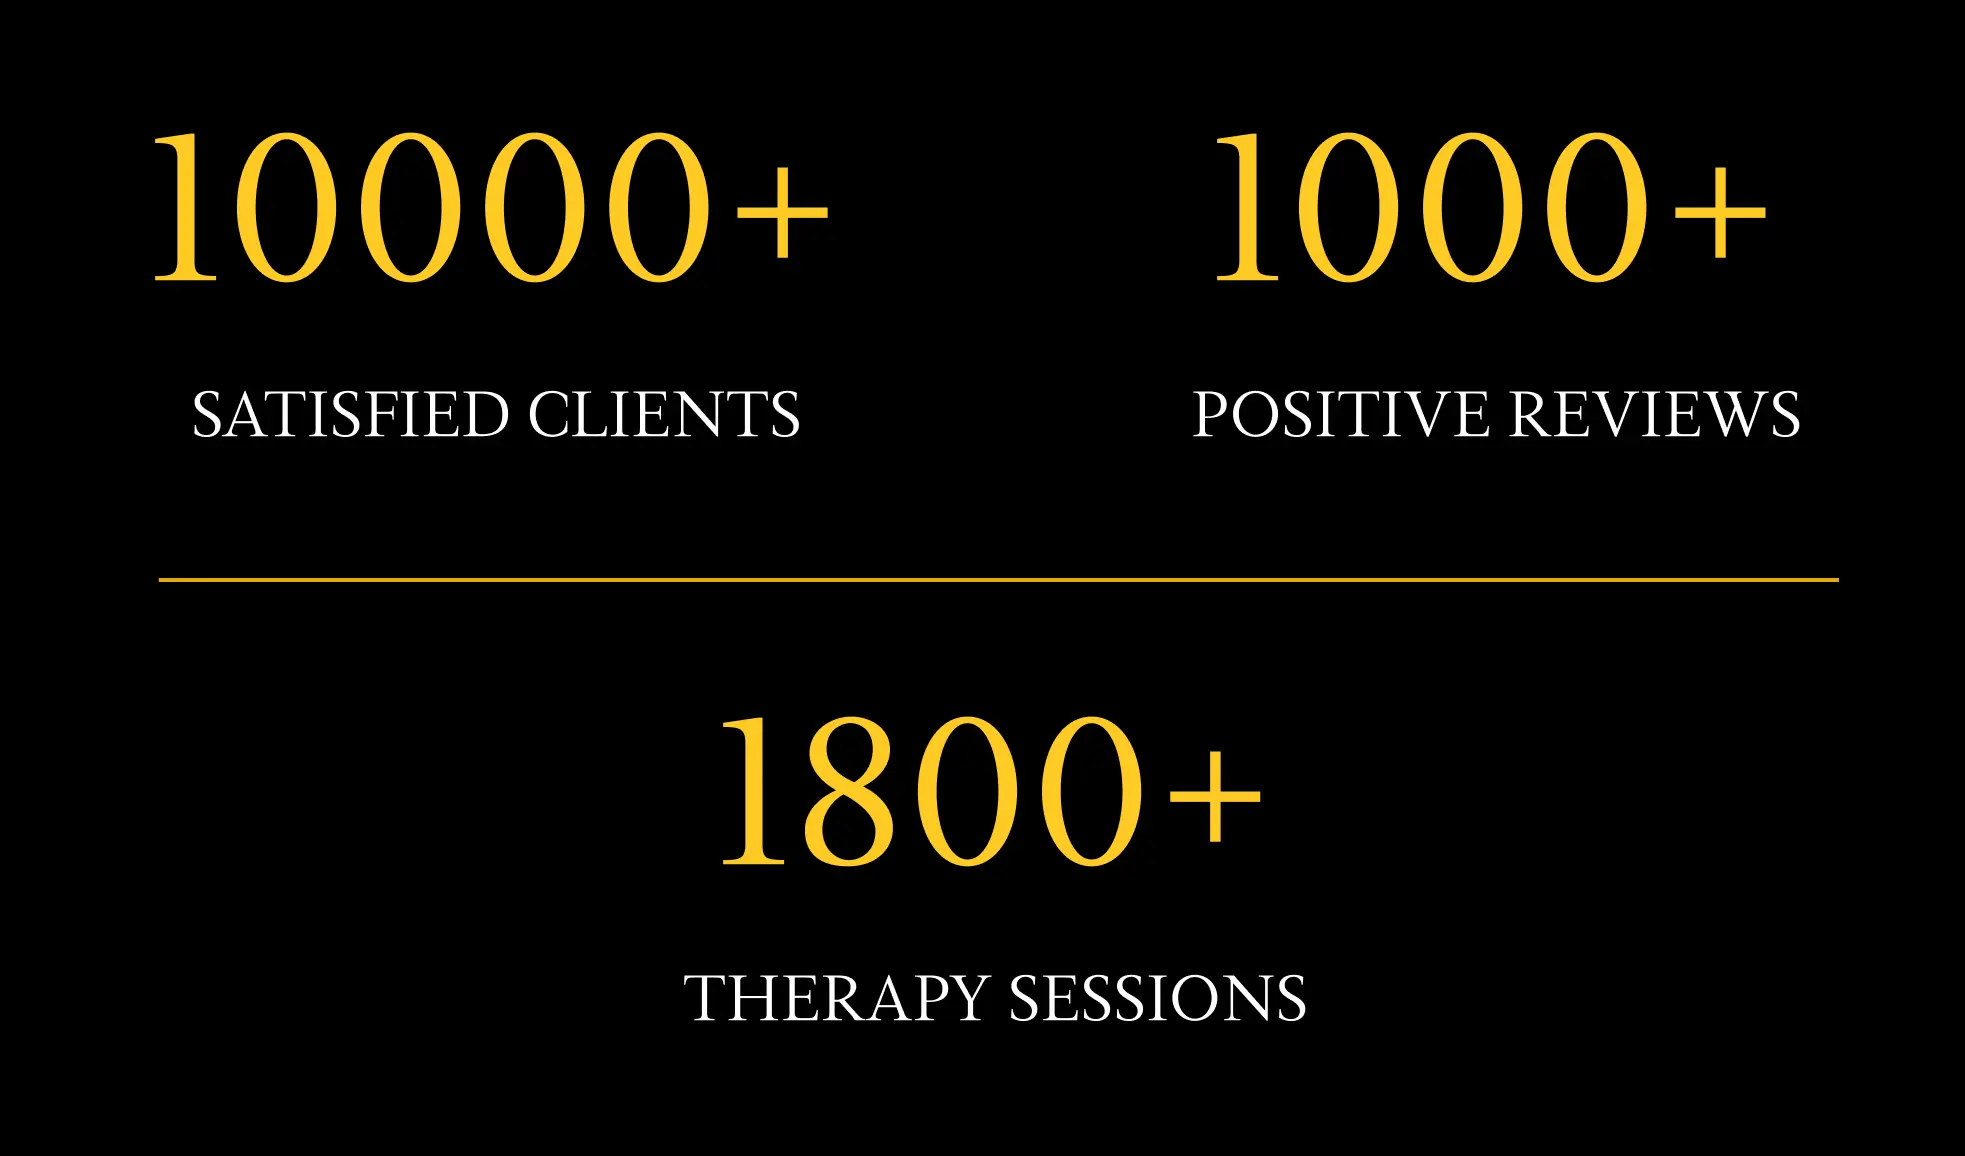 10000+
1000+
SATISFIED CLIENTS
POSITIVE REVIEWS
1800+
THERAPY SESSIONS